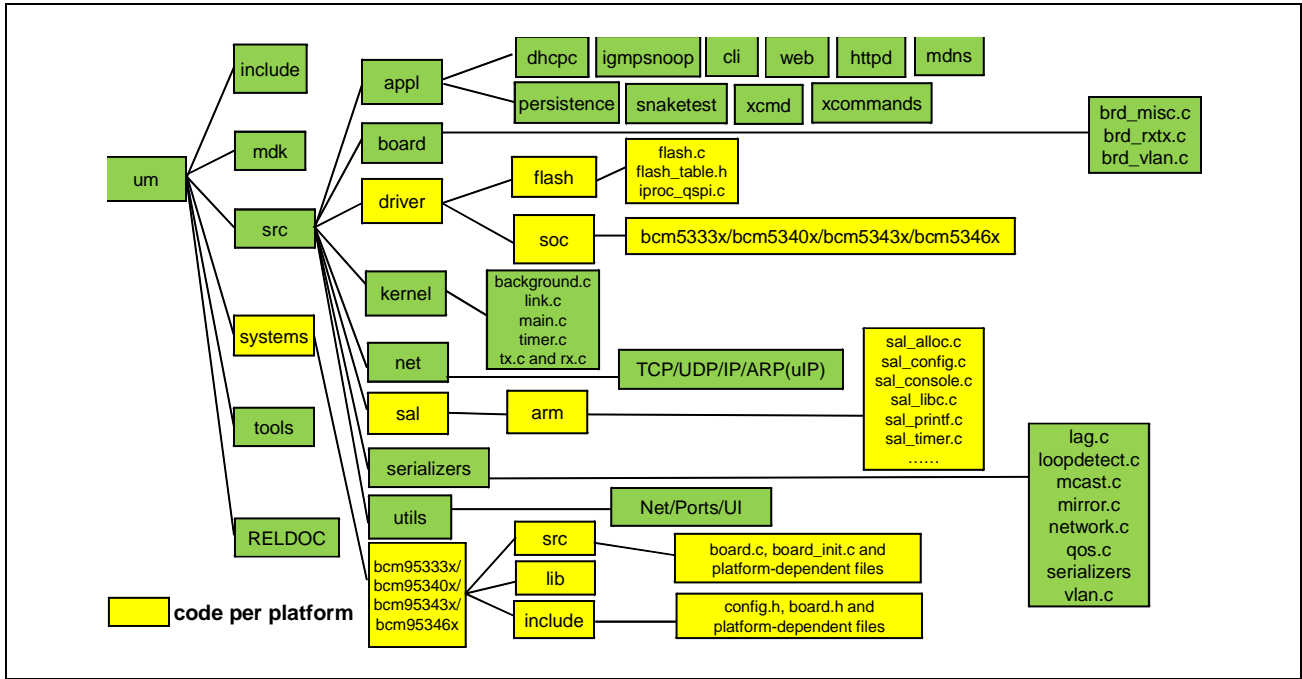 um
include
mdk
src
systems
tools
RELDOC
appl
dhcpc
igmpsnoop
cli
web
httpd
mdns
persistence
snaketest
xcmd
xcommands
board
brd_misc.c
brd_rxtx.c
brd_vlan.c
driver
flash
flash.c
flash_table.h
iproc_qspi.c
soc
bcm5333x/bcm5340x/bcm5343x/bcm5346x
kernel
background.c
link.c
main.c
timer.c
tx.c and rx.c
net
TCP/UDP/IP/ARP(uIP)
sal
arm
sal_alloc.c
sal_config.c
sal_console.c
sal_libc.c
sal_printf.c
sal_timer.c
......
serializers
lag.c
loopdetect.c
mcast.c
mirror.c
network.c
qos.c
serializers
vlan.c
utils
Net/Ports/UI
bcm95333x/
bcm95340x/
bcm95343x/
bcm95346x
src
board.c, board_init.c and
platform-dependent files
lib
include
config.h, board.h and
platform-dependent files
code per platform